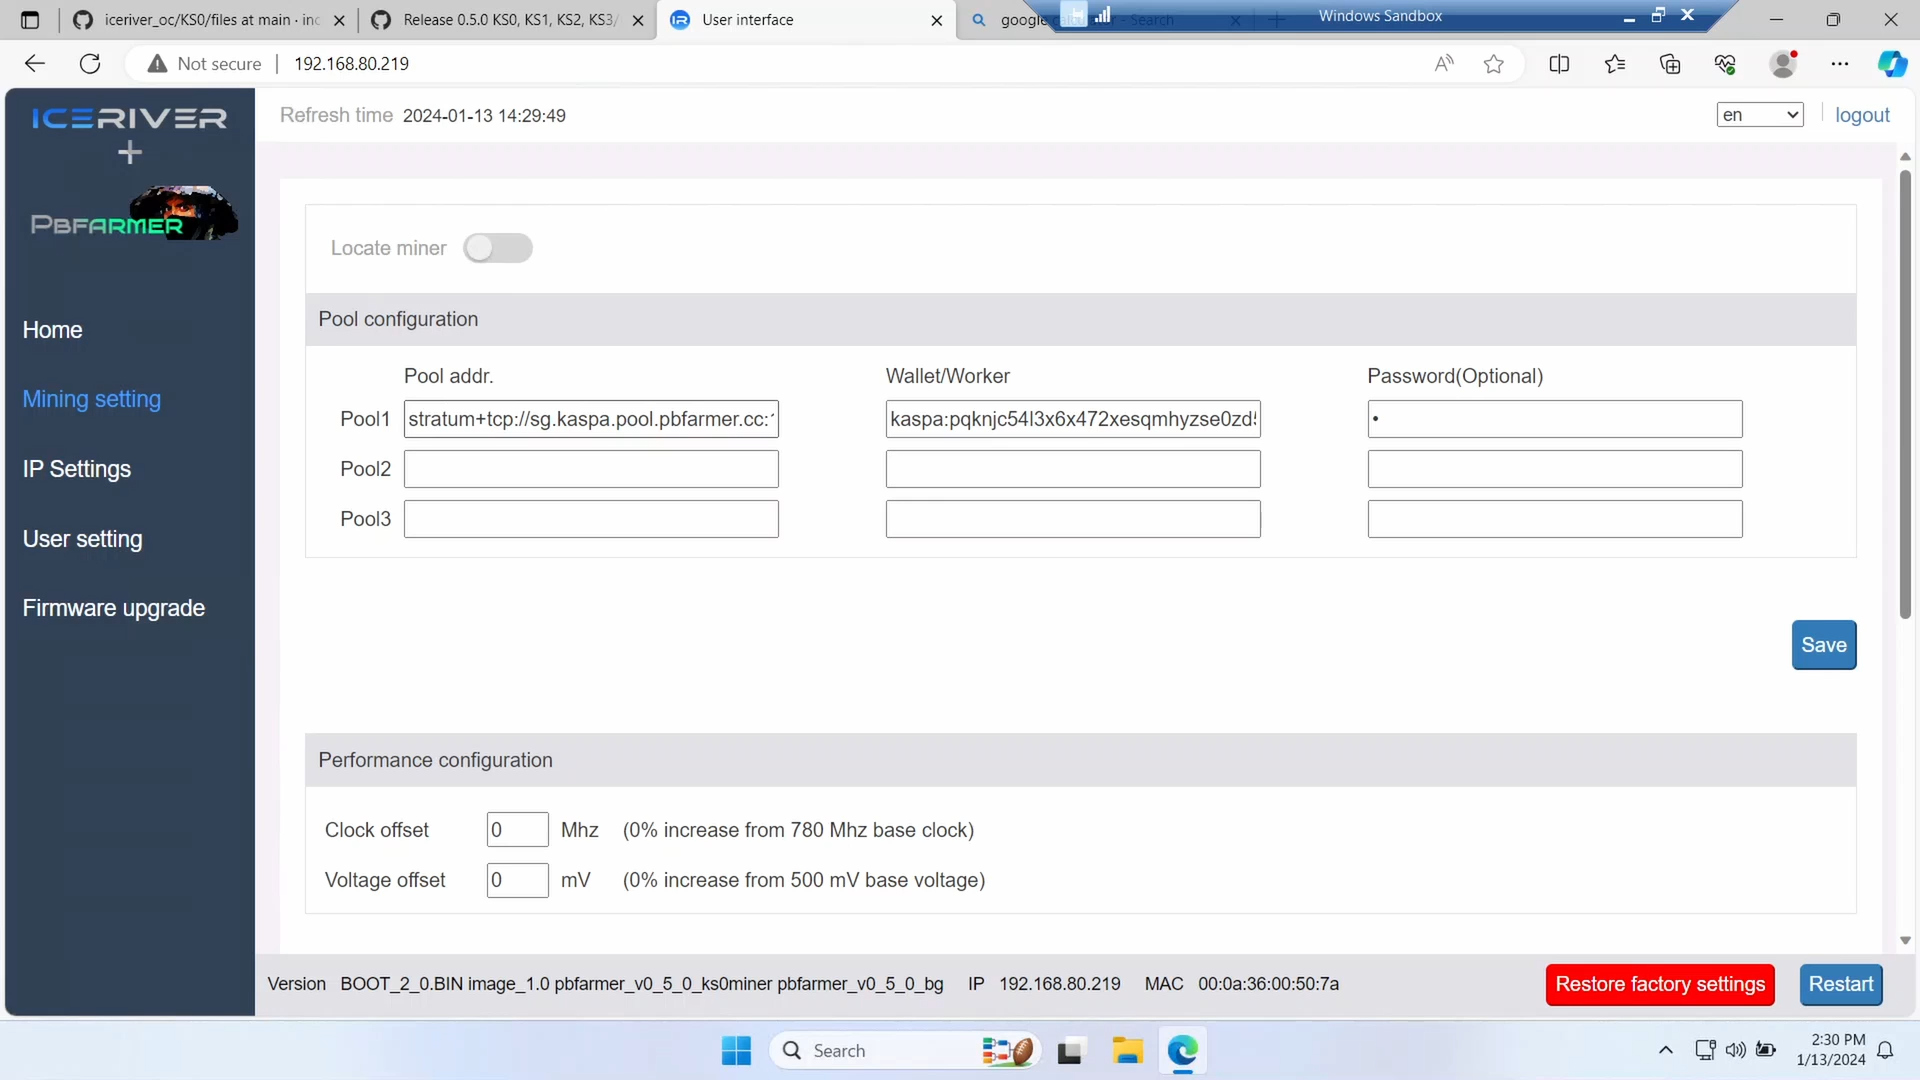 iceriver_oc/KS0/files at main · inc
Release 0.5.0 KS0, KS1, KS2, KS3/
User interface
google
Search
Windows Sandbox
Not secure
192.168.80.219
ICERIVER
+
PBFARMER
Refresh time 2024-01-13 14:29:49
en
logout
Home
Mining setting
IP Settings
User setting
Firmware upgrade
Locate miner
Pool configuration
Pool addr. Wallet/Worker Password(Optional)
Pool1 stratum+tcp://sg.kaspa.pool.pbfarmer.cc: kaspa:pqknjc54l3x6x472xesqmhyzse0zd •
Pool2
Pool3
Save
Performance configuration
Clock offset 0 Mhz (0% increase from 780 Mhz base clock)
Voltage offset 0 mV (0% increase from 500 mV base voltage)
Version BOOT_2_0.BIN image_1.0 pbfarmer_v0_5_0_ks0miner pbfarmer_v0_5_0_bg IP 192.168.80.219 MAC 00:0a:36:00:50:7a
Restore factory settings
Restart
Search
2:30 PM
1/13/2024